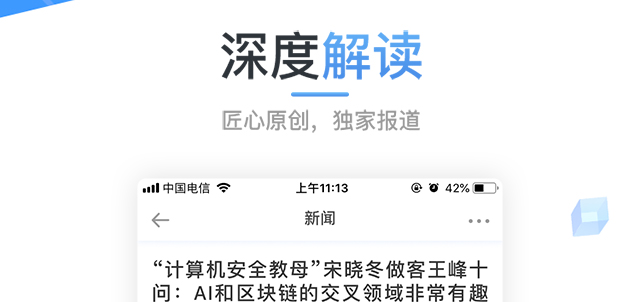 深度解读
匠心原创，独家报道
中国电信 上午11:13 42%
新闻
“计算机安全教母”宋晓冬做客王峰十
问：AI和区块链的交叉领域非常有趣